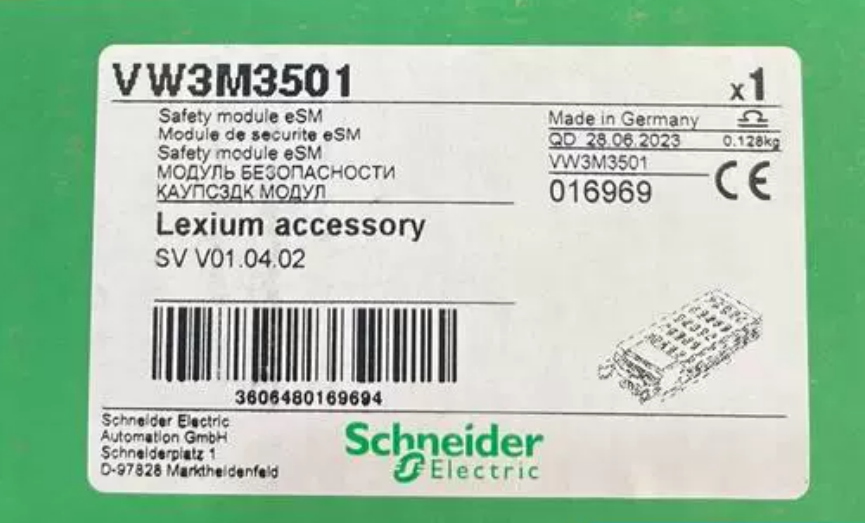 VW3M3501
x1
Safety module eSM
Module de securite eSM
Safety module eSM
МОДУЛЬ БЕЗОПАСНОСТИ
ҚАУПСЗДК МОДУЛ
Made in Germany
QD 28.06.2023
0.128kg
VW3M3501
016969
CE
Lexium accessory
SV V01.04.02
3606480169694
Schneider Electric
Automation GmbH
Schneiderplatz 1
D-97828 Marktheidenfeld
Schneider
Electric